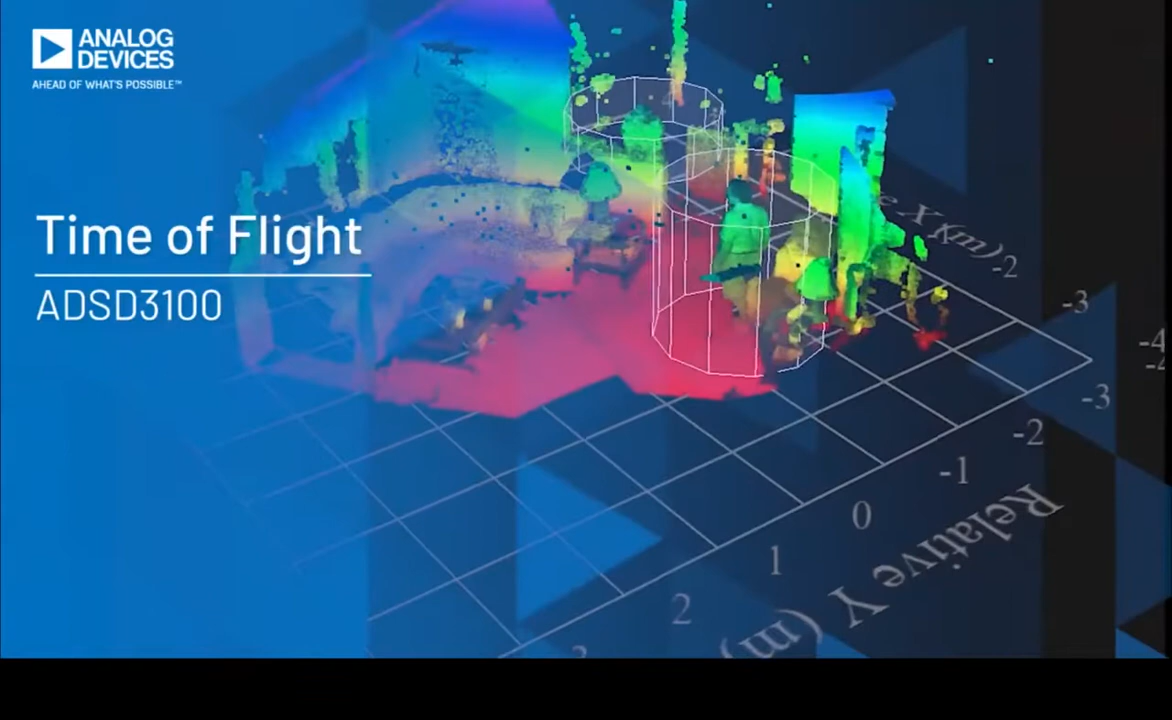 ANALOG
DEVICES
AHEAD OF WHAT'S POSSIBLE™
Time of Flight
ADSD3100
X (m)
-2
-3
-4
-3
-2
-1
0
1
2
Relative Y (m)